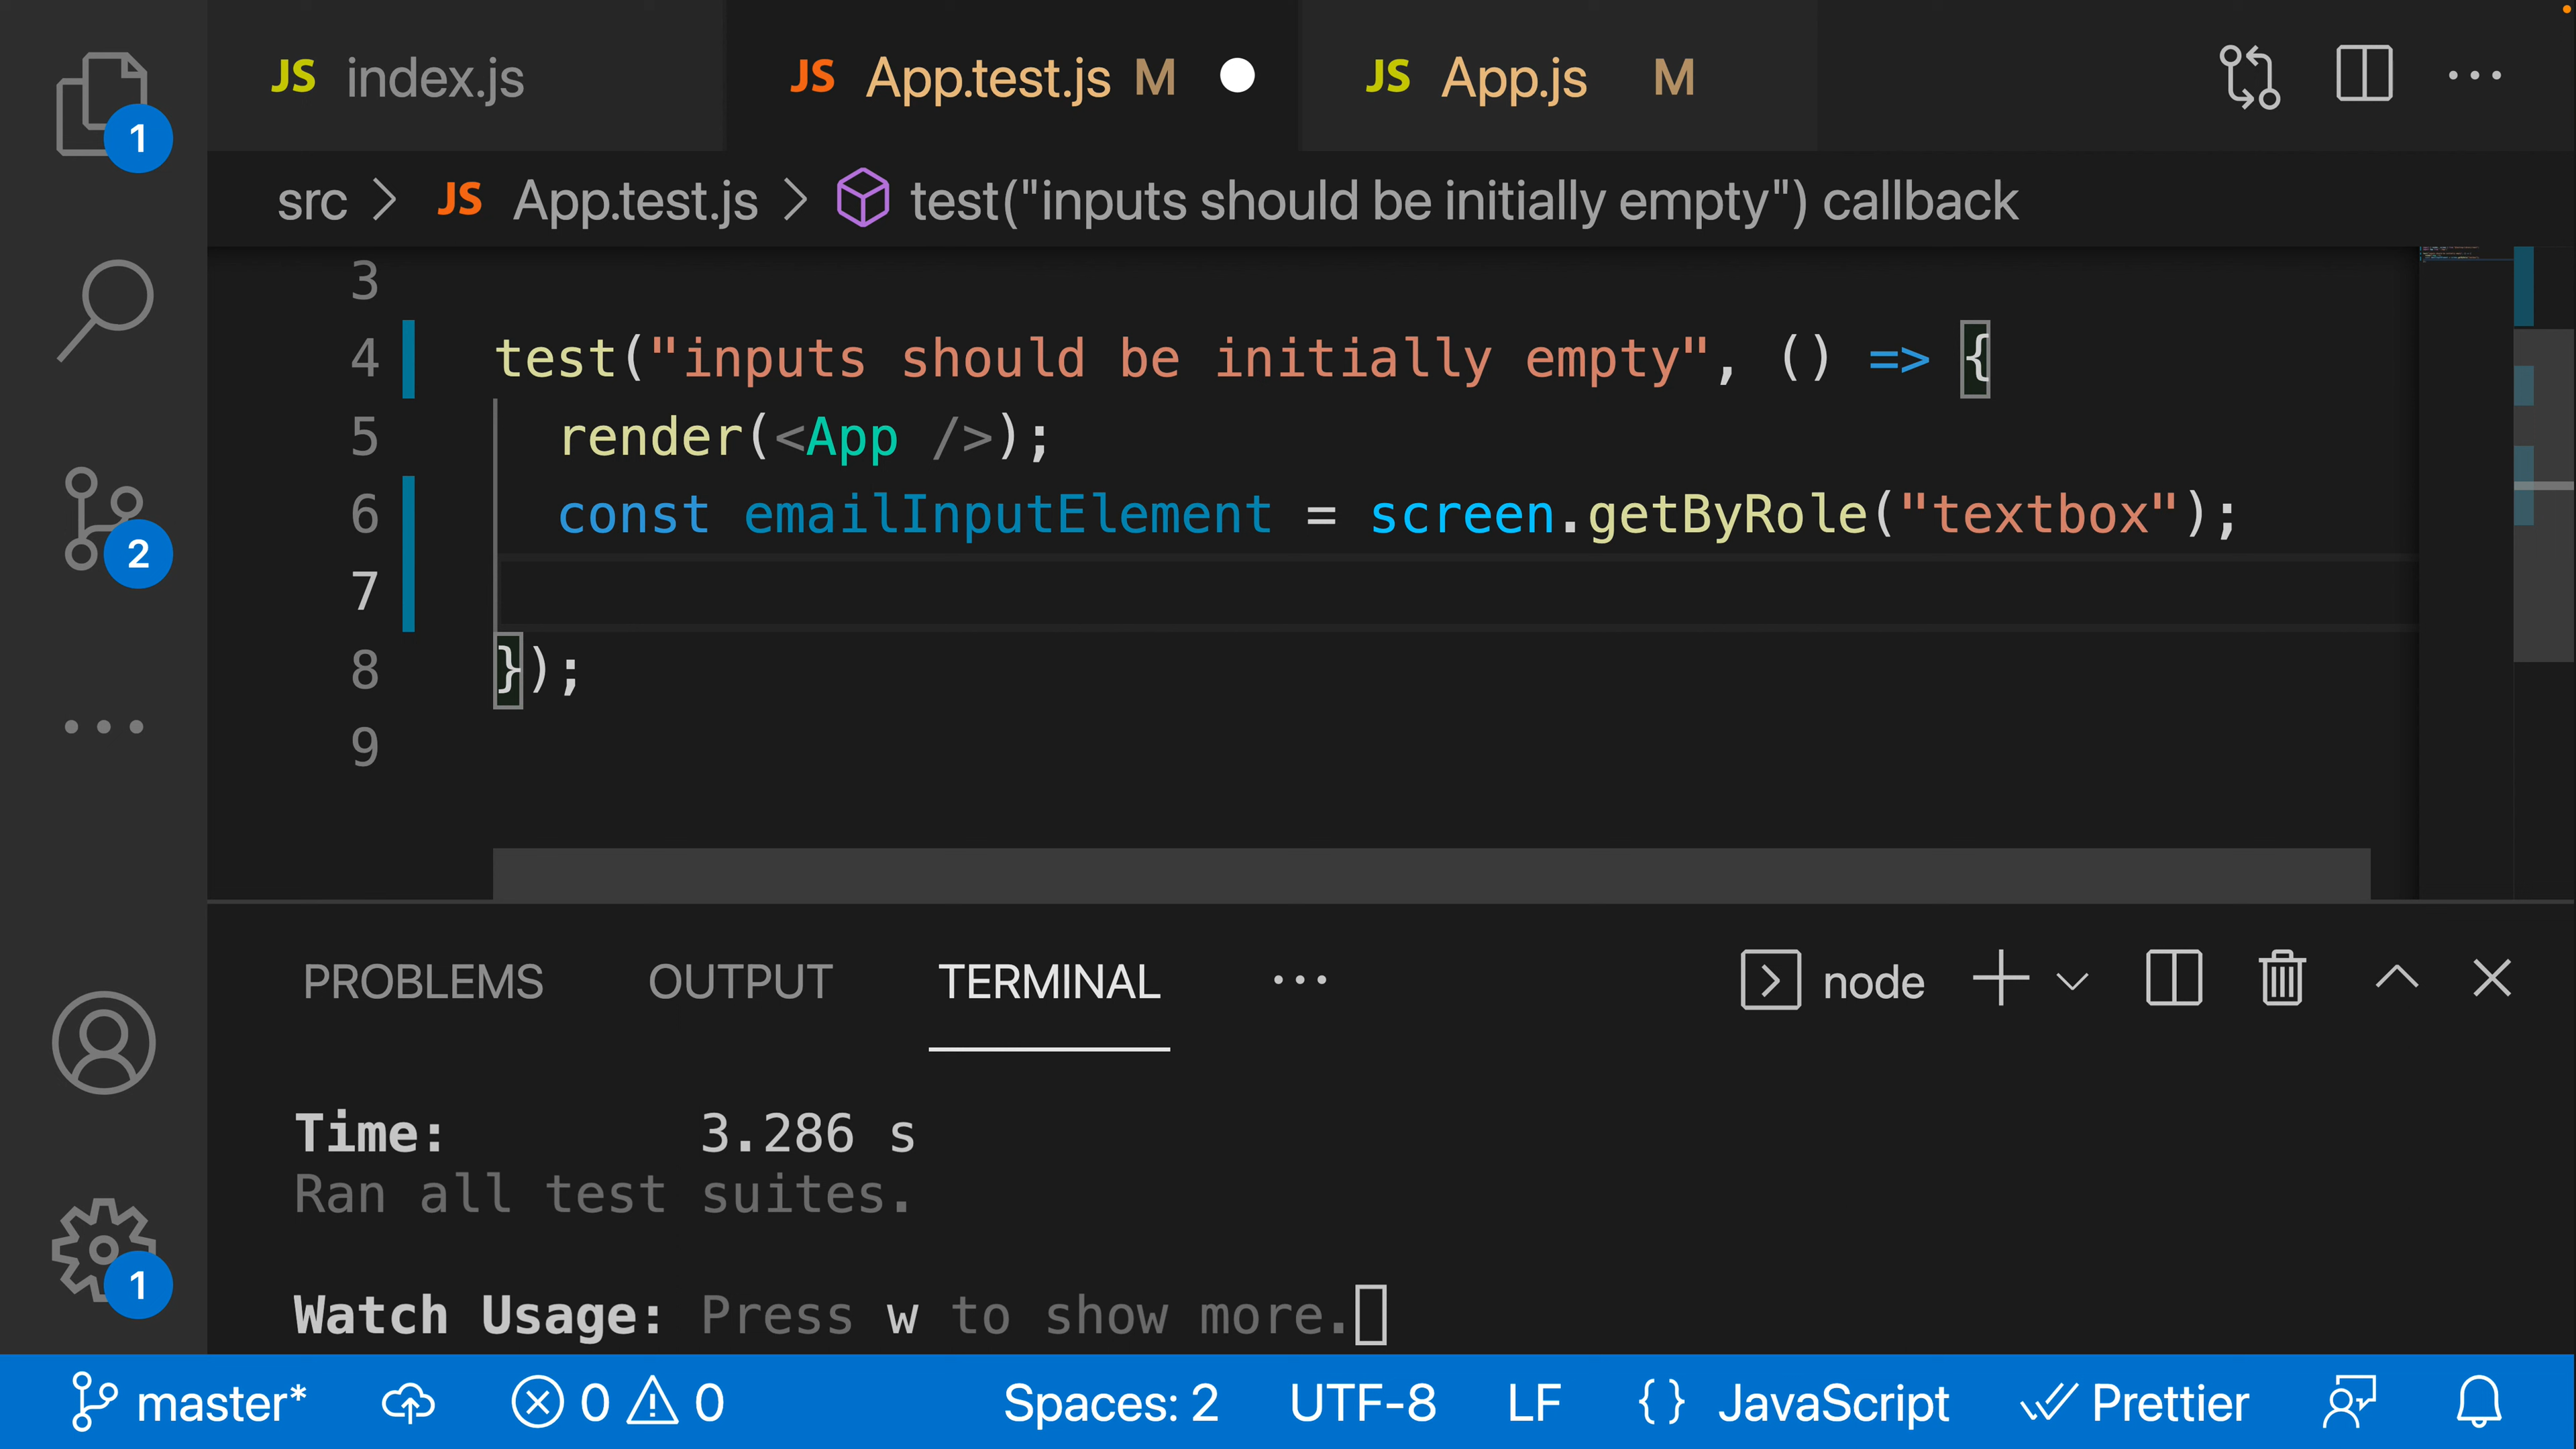 JS index.js JS App.test.js M JS App.js M
1
src > JS App.test.js > test("inputs should be initially empty") callback
3
4 test("inputs should be initially empty", () => {
5 render(<App />);
6 const emailInputElement = screen.getByRole("textbox");
2
7
8 });
9
PROBLEMS OUTPUT TERMINAL node
Time: 3.286 s
Ran all test suites.
1
Watch Usage: Press w to show more.
master* 0 0 Spaces: 2 UTF-8 LF {} JavaScript Prettier